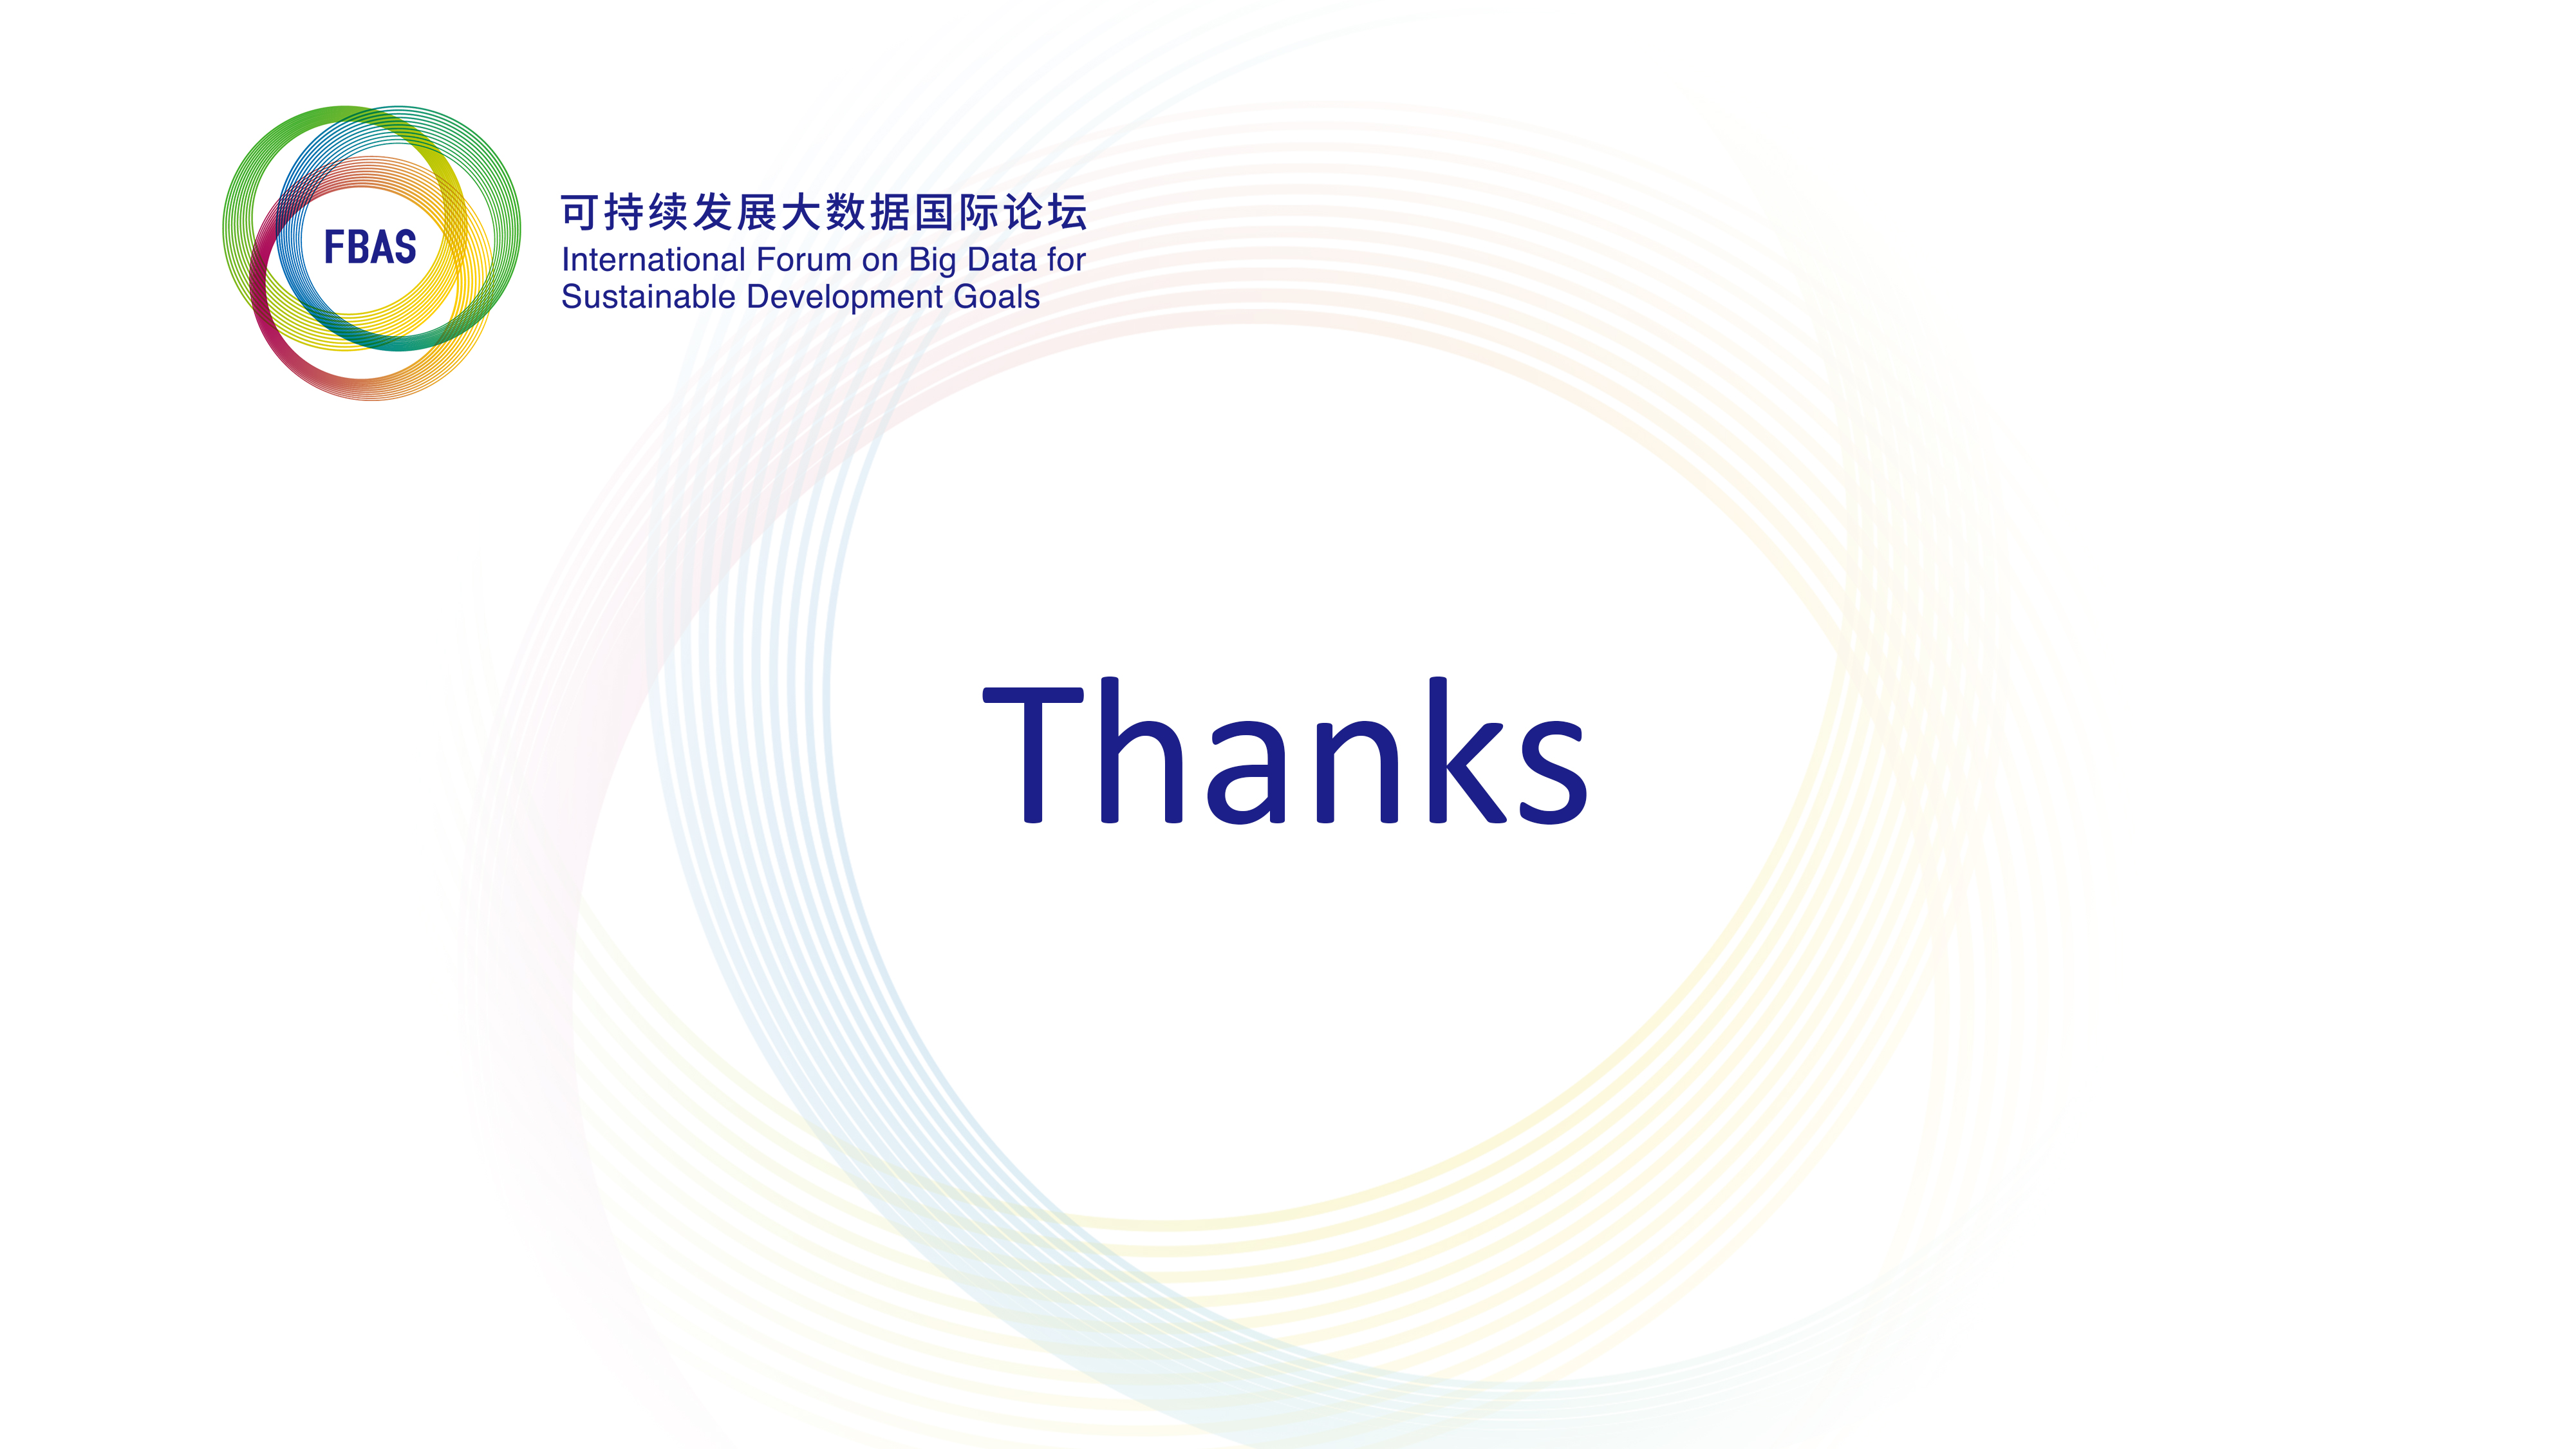 FBAS
可持续发展大数据国际论坛
International Forum on Big Data for
Sustainable Development Goals
Thanks